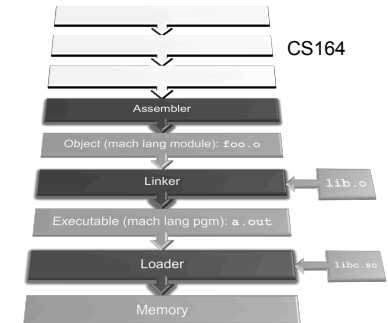 CS164
Assembler
Object (mach lang module): foo.o
Linker
lib.o
Executable (mach lang pgm): a.out
Loader
libc.so
Memory